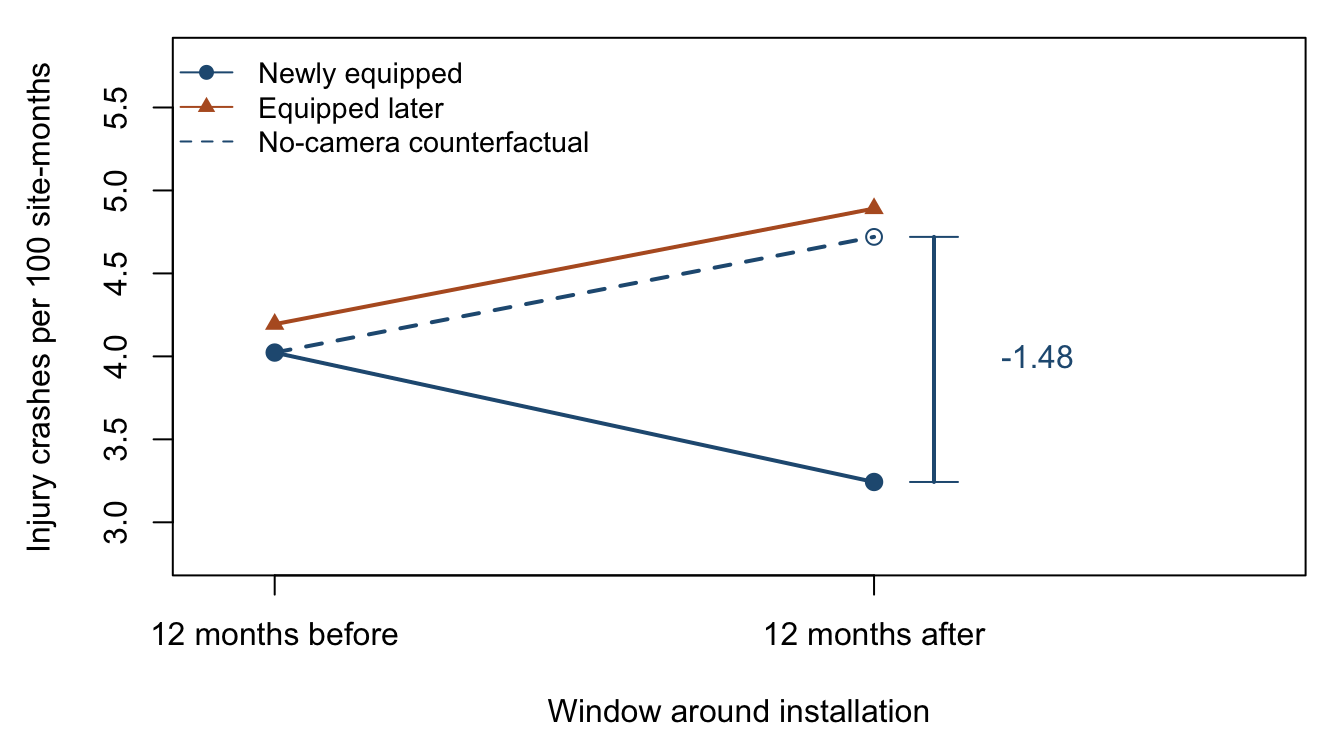 Newly equipped
Equipped later
No-camera counterfactual
Injury crashes per 100 site-months
5.5
5.0
4.5
4.0
3.5
3.0
-1.48
12 months before
12 months after
Window around installation